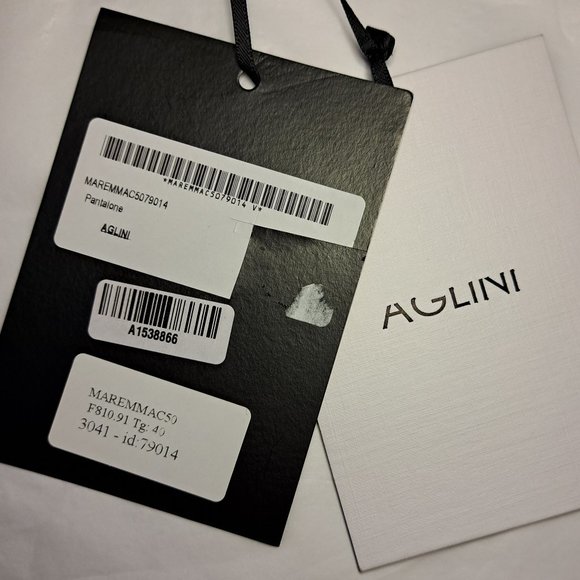 *MAREMMAC5079014 V*
MAREMMAC5079014
Pantalone
AGLINI
A1538866
MAREMMAC50
F810.91 Tg: 40
3041 - id:79014
AGLINI